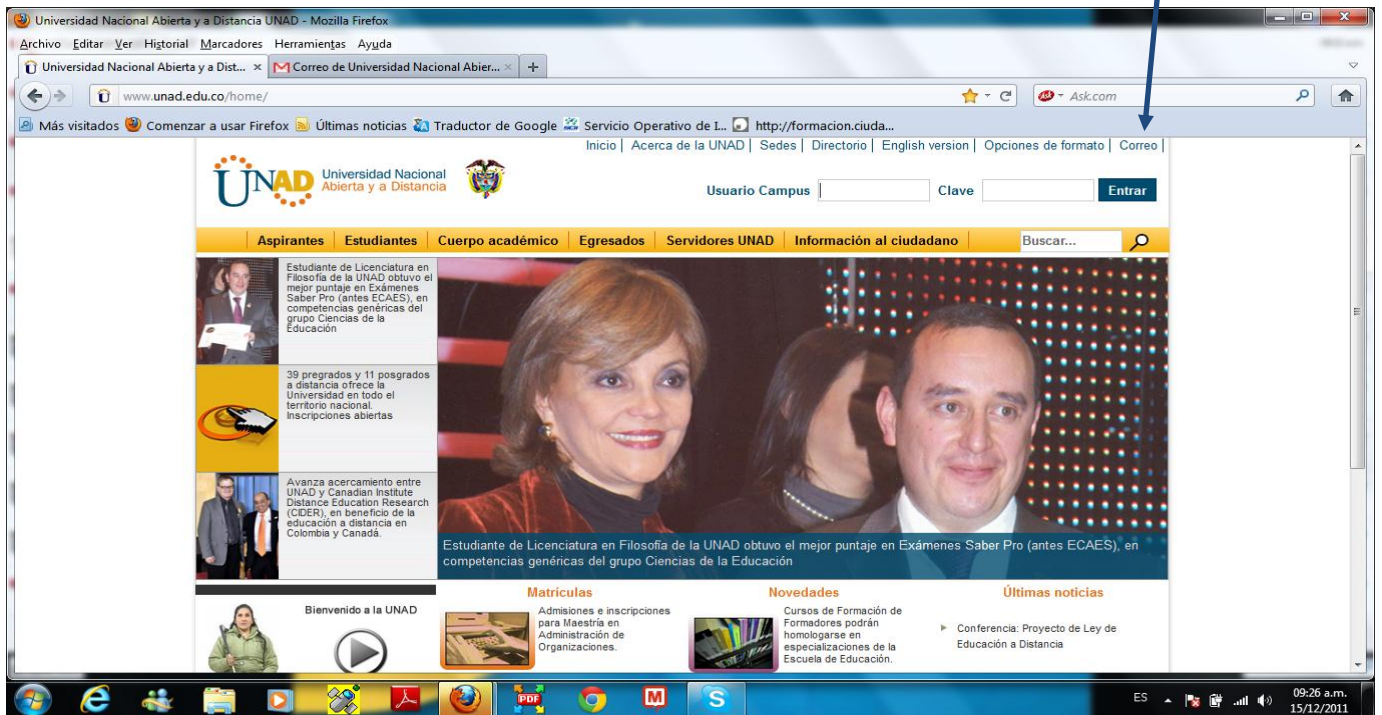 Universidad Nacional Abierta y a Distancia UNAD - Mozilla Firefox
Archivo Editar Ver Historial Marcadores Herramientas Ayuda
Universidad Nacional Abierta y a Dist... × Correo de Universidad Nacional Abier... × +
www.unad.edu.co/home/ Ask Ask.com
Más visitados Comenzar a usar Firefox Últimas noticias Traductor de Google Servicio Operativo de I... http://formacion.ciuda...
Inicio | Acerca de la UNAD | Sedes | Directorio | English version | Opciones de formato | Correo |
UNAD Universidad Nacional
Abierta y a Distancia
Usuario Campus Clave Entrar
Aspirantes Estudiantes Cuerpo académico Egresados Servidores UNAD Información al ciudadano Buscar...
Estudiante de Licenciatura en
Filosofía de la UNAD obtuvo el
mejor puntaje en Exámenes
Saber Pro (antes ECAES), en
competencias genéricas del
grupo Ciencias de la
Educación
39 pregrados y 11 posgrados
a distancia ofrece la
Universidad en todo el
territorio nacional.
Inscripciones abiertas
Avanza acercamiento entre
UNAD y Canadian Institute
Distance Education Research
(CIDER), en beneficio de la
educación a distancia en
Colombia y Canadá.
Estudiante de Licenciatura en Filosofía de la UNAD obtuvo el mejor puntaje en Exámenes Saber Pro (antes ECAES), en
competencias genéricas del grupo Ciencias de la Educación
Bienvenido a la UNAD
Matrículas
Admisiones e inscripciones
para Maestría en
Administración de
Organizaciones.
Novedades
Cursos de Formación de
Formadores podrán
homologarse en
especializaciones de la
Escuela de Educación.
Últimas noticias
Conferencia: Proyecto de Ley de
Educación a Distancia
PDF
M
S
ES
09:26 a.m.
15/12/2011